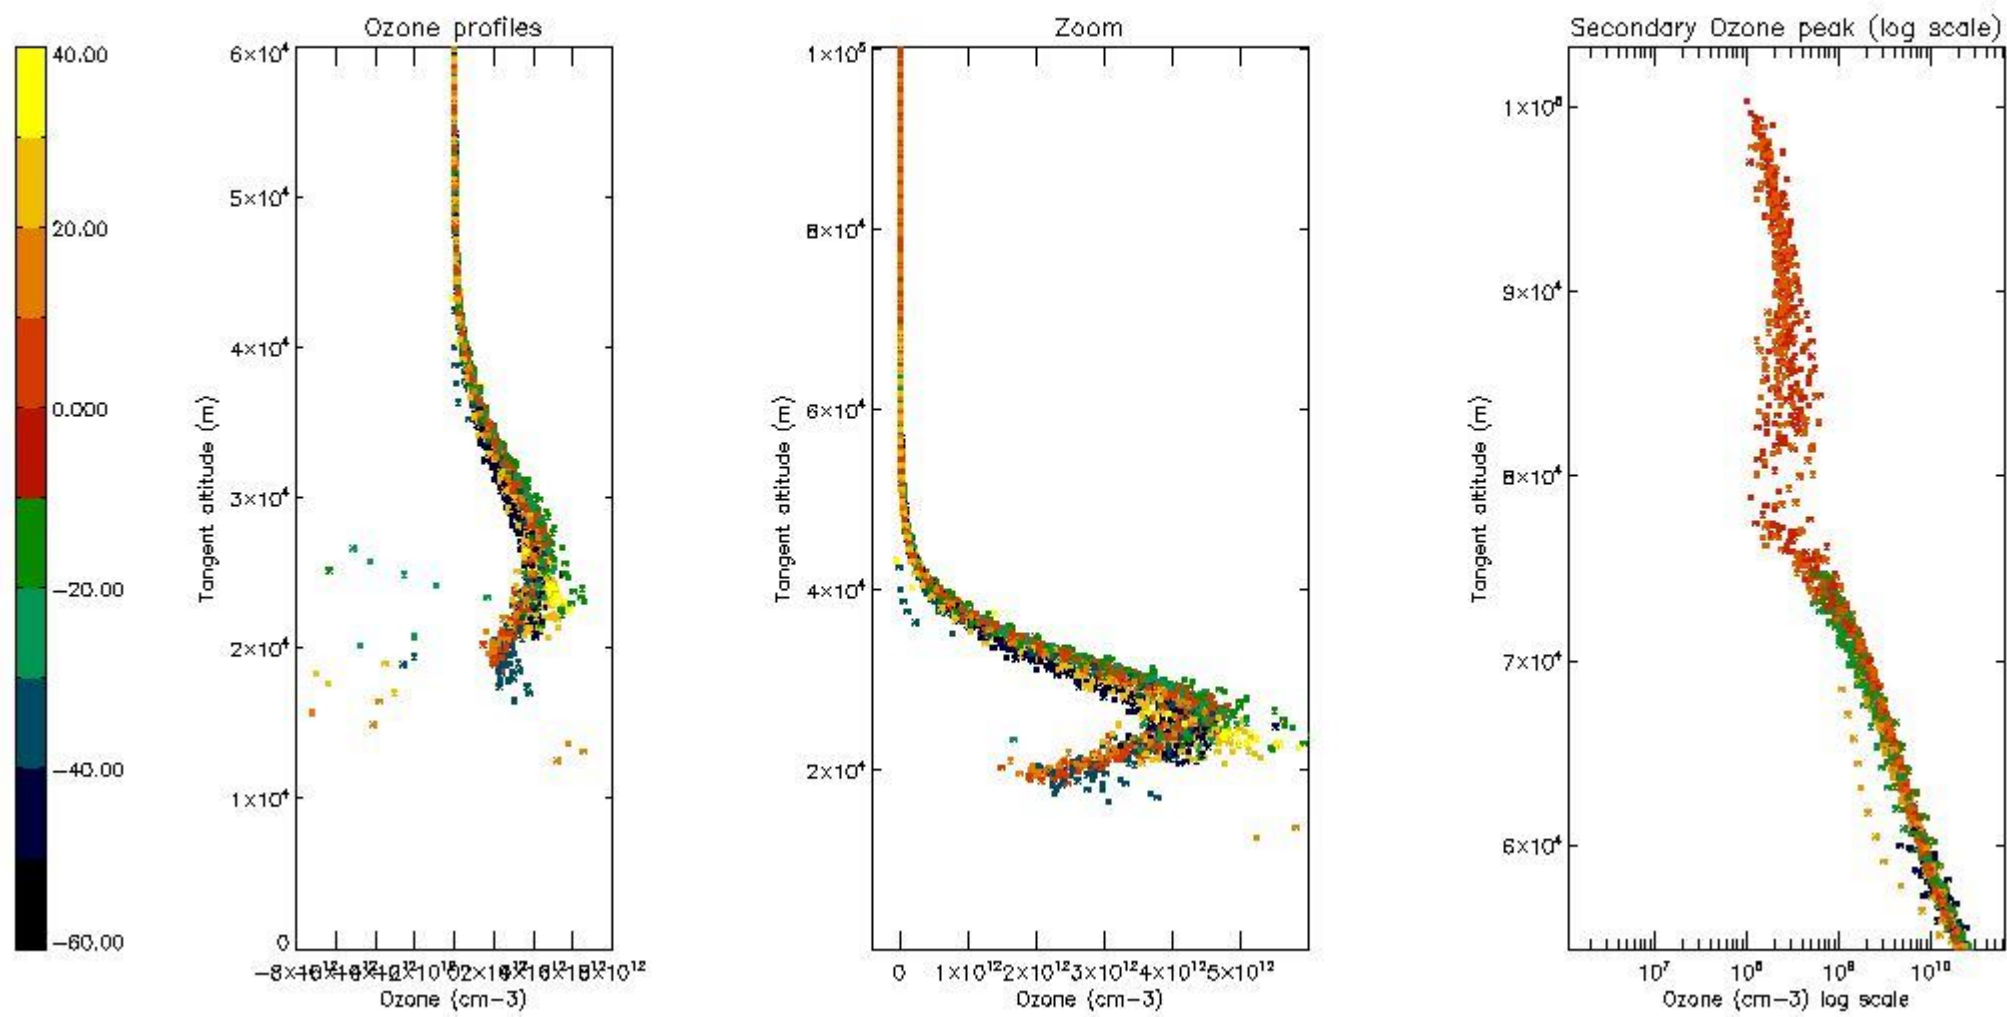 Ozone profiles
Zoom
Secondary Ozone peak (log scale)
40.00
20.00
0.000
−20.00
−40.00
−60.00
6×10⁴
5×10⁴
4×10⁴
3×10⁴
2×10⁴
1×10⁴
0
Tangent altitude (m)
Ozone (cm−3)
1×10⁵
8×10⁴
6×10⁴
4×10⁴
2×10⁴
Tangent altitude (m)
0 1×10¹² 2×10¹² 3×10¹² 4×10¹² 5×10¹²
Ozone (cm−3)
1×10⁵
9×10⁴
8×10⁴
7×10⁴
6×10⁴
Tangent altitude (m)
10⁷ 10⁸ 10⁹ 10¹⁰
Ozone (cm−3) log scale